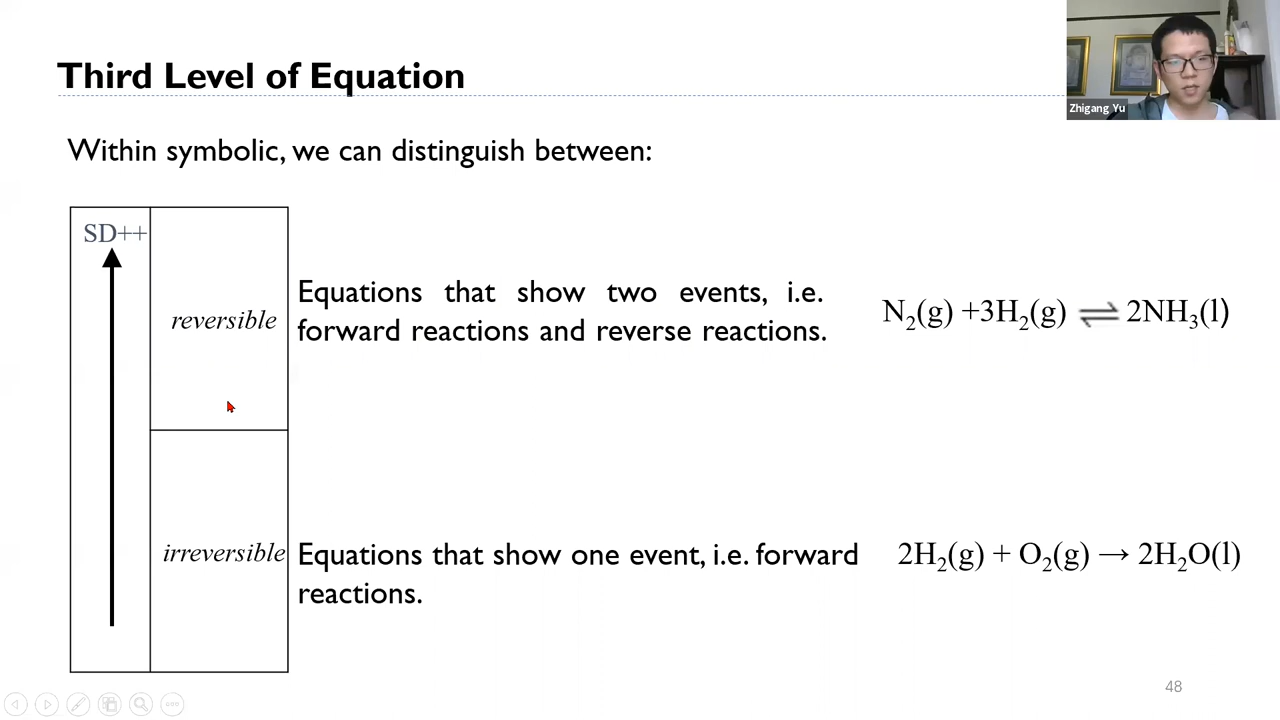 Third Level of Equation
Zhigang Yu
Within symbolic, we can distinguish between:
SD++
reversible
Equations that show two events, i.e.
forward reactions and reverse reactions.
N₂(g) +3H₂(g) ⇌ 2NH₃(l)
irreversible
Equations that show one event, i.e. forward
reactions.
2H₂(g) + O₂(g) → 2H₂O(l)
48